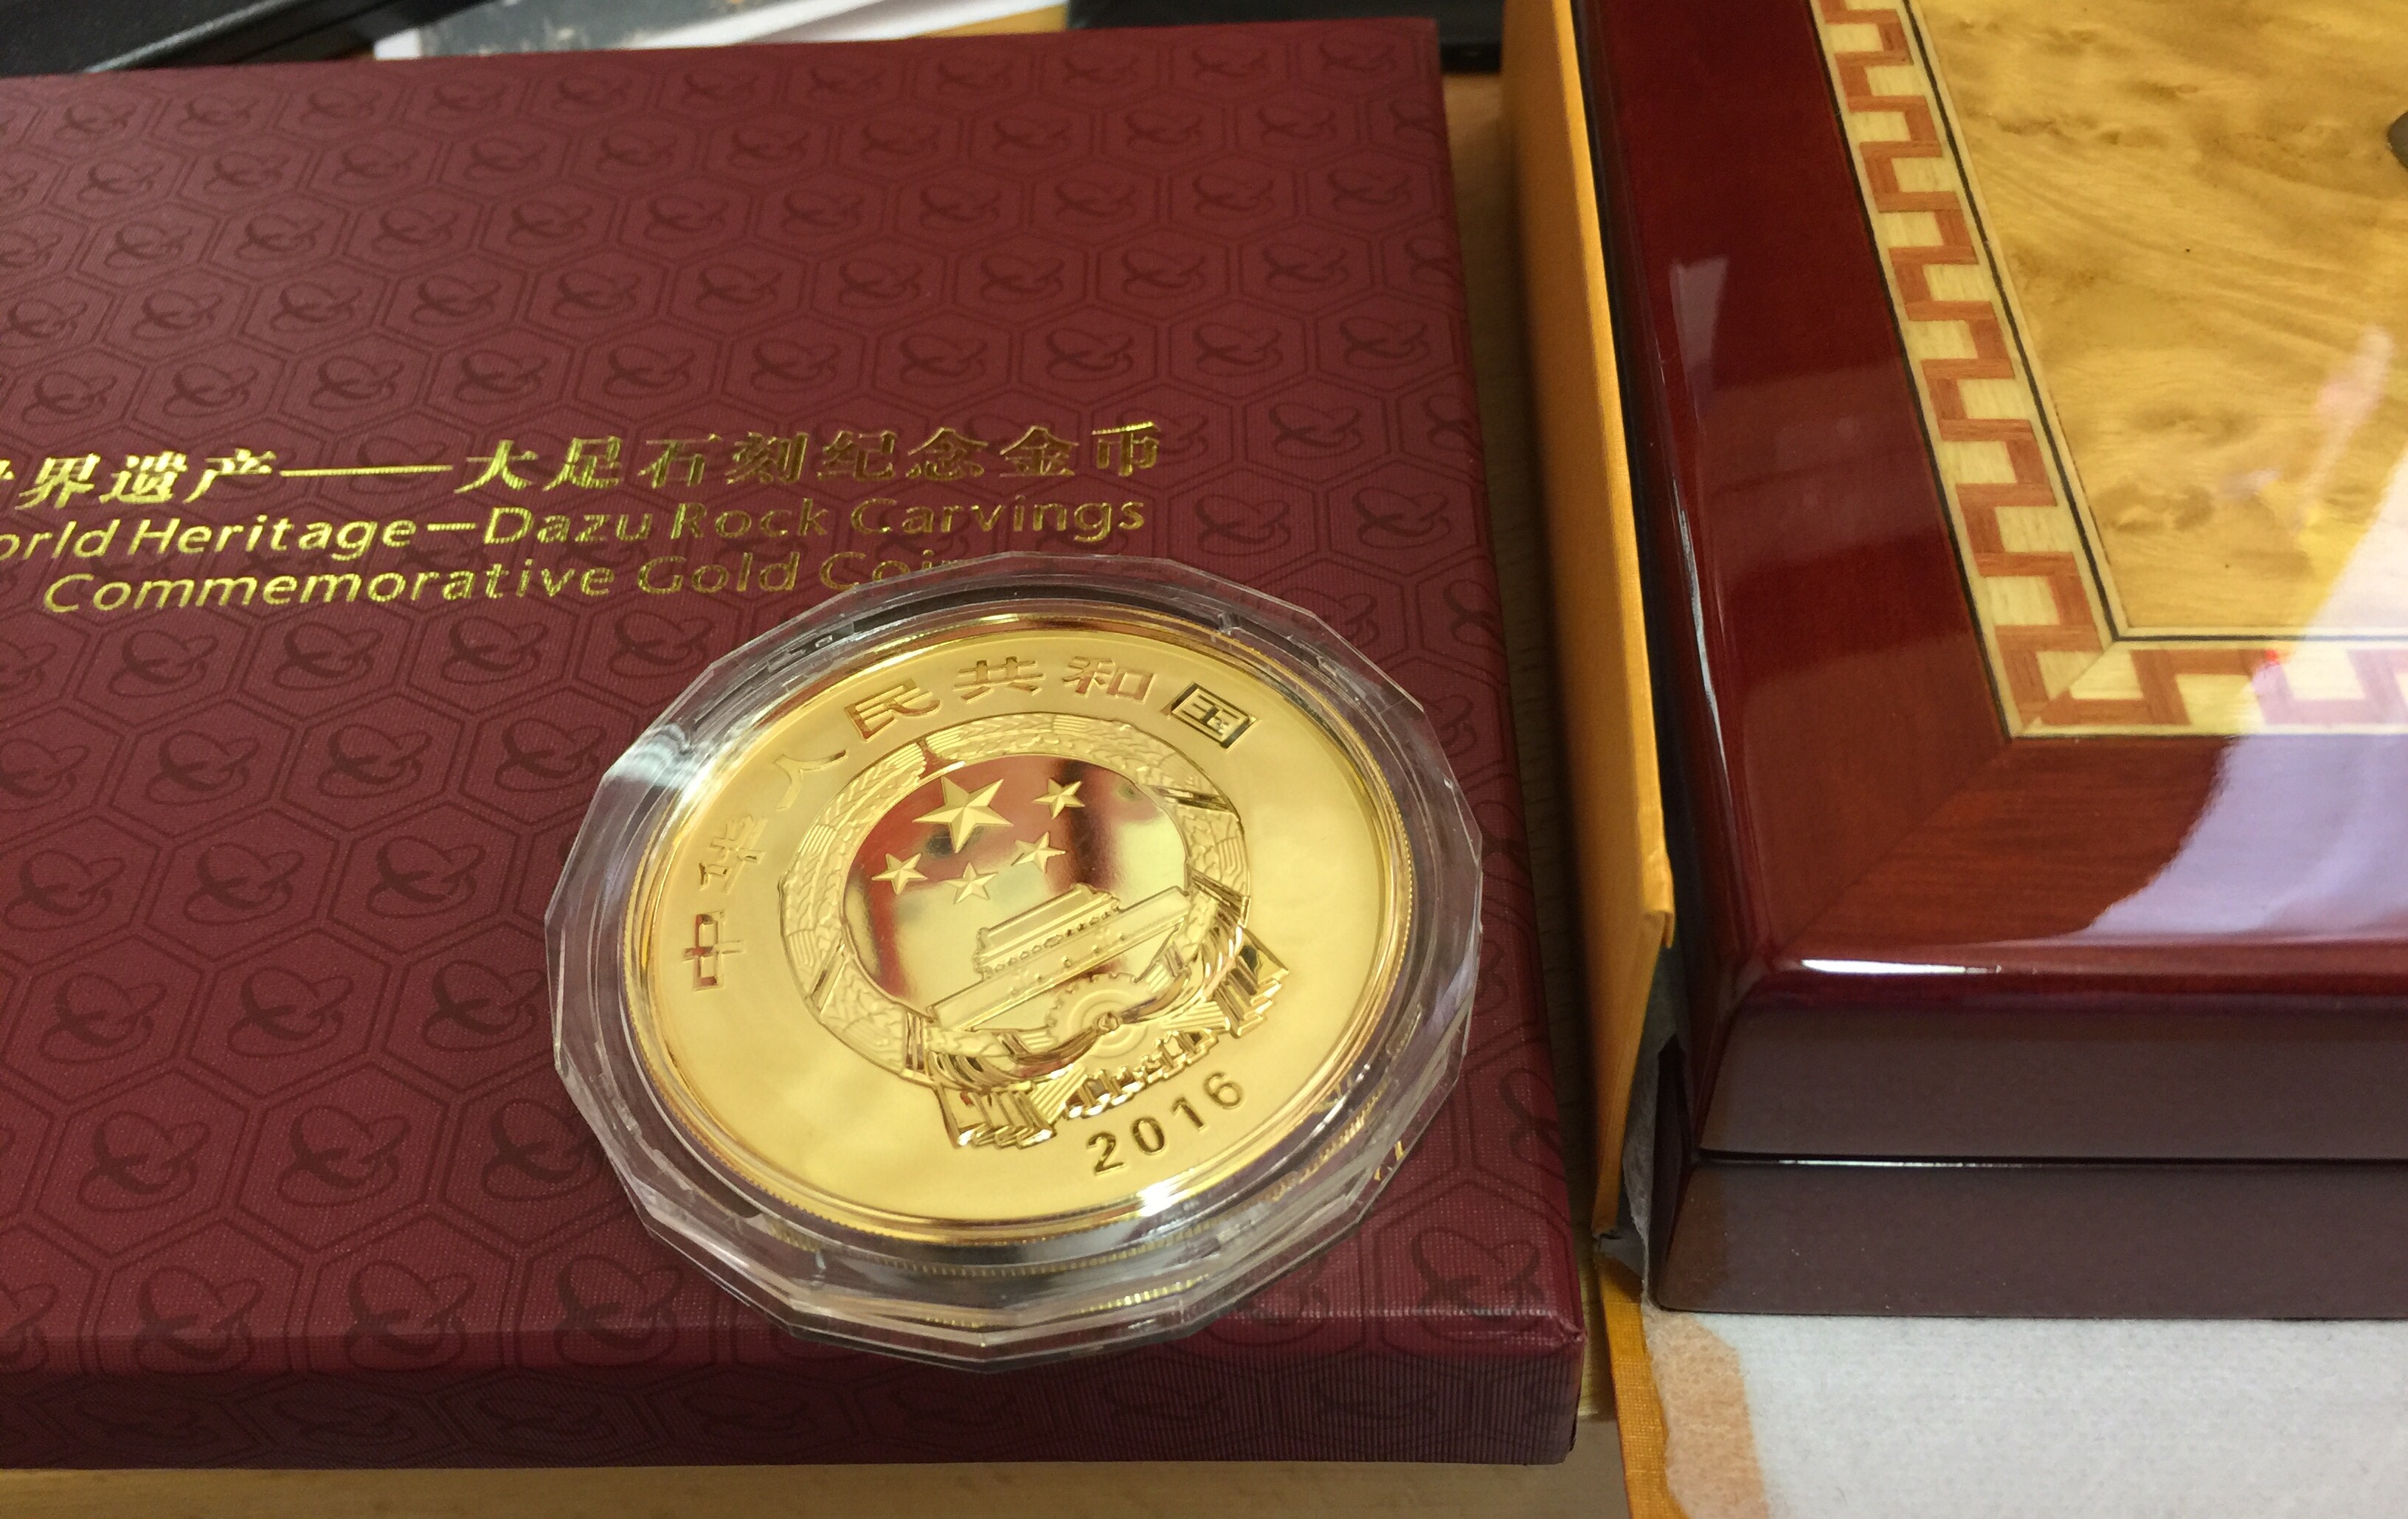 界遗产——大足石刻纪念金币
Heritage—Dazu Rock Carvings
Commemorative Gold
中华人民共和国
2016